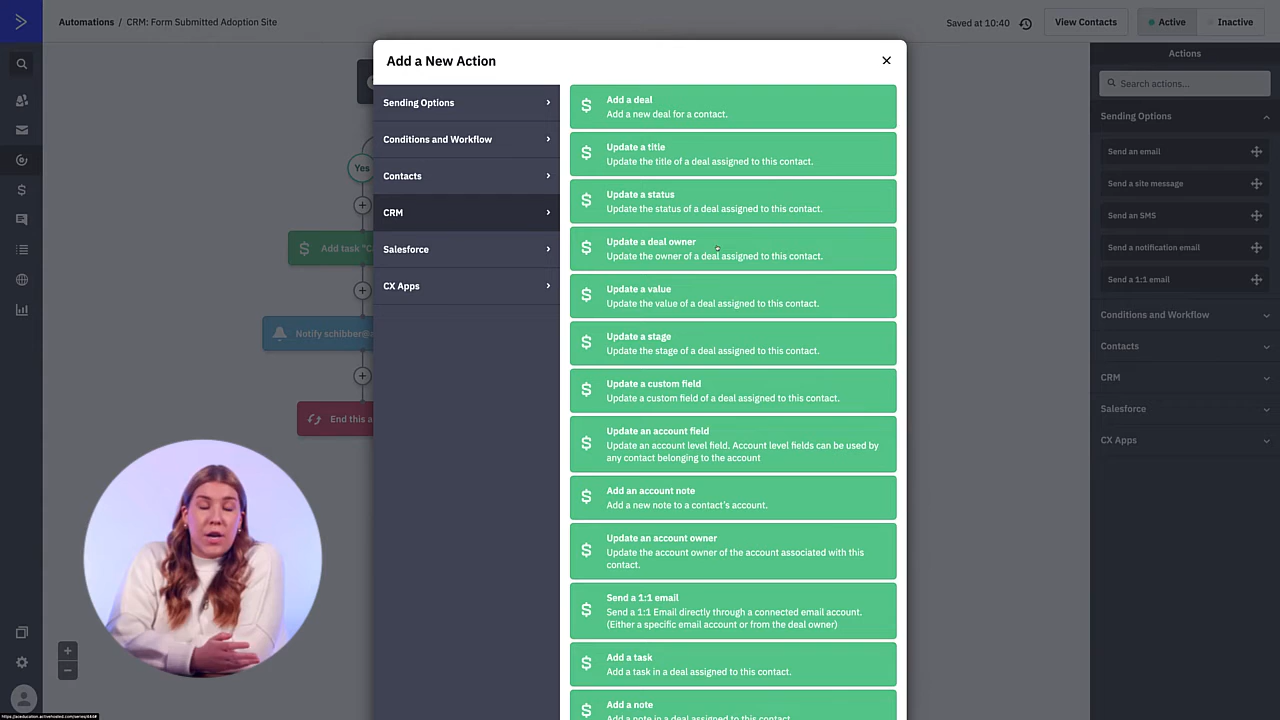 Automations / CRM: Form Submitted Adoption Site
Saved at 10:40
View Contacts
Active
Inactive
Add a New Action
Sending Options
Conditions and Workflow
Contacts
CRM
Salesforce
CX Apps
Add a deal
Add a new deal for a contact.
Update a title
Update the title of a deal assigned to this contact.
Update a status
Update the status of a deal assigned to this contact.
Update a deal owner
Update the owner of a deal assigned to this contact.
Update a value
Update the value of a deal assigned to this contact.
Update a stage
Update the stage of a deal assigned to this contact.
Update a custom field
Update a custom field of a deal assigned to this contact.
Update an account field
Update an account level field. Account level fields can be used by
any contact belonging to the account
Add an account note
Add a new note to a contact's account.
Update an account owner
Update the account owner of the account associated with this
contact.
Send a 1:1 email
Send a 1:1 Email directly through a connected email account.
(Either a specific email account or from the deal owner)
Add a task
Add a task in a deal assigned to this contact.
Add a note
Add a note in a deal assigned to this contact.
Yes
Add task "C
Notify schibber@
End this a
Actions
Search actions...
Sending Options
Send an email
Send a site message
Send an SMS
Send a notification email
Send a 1:1 email
Conditions and Workflow
Contacts
CRM
Salesforce
CX Apps